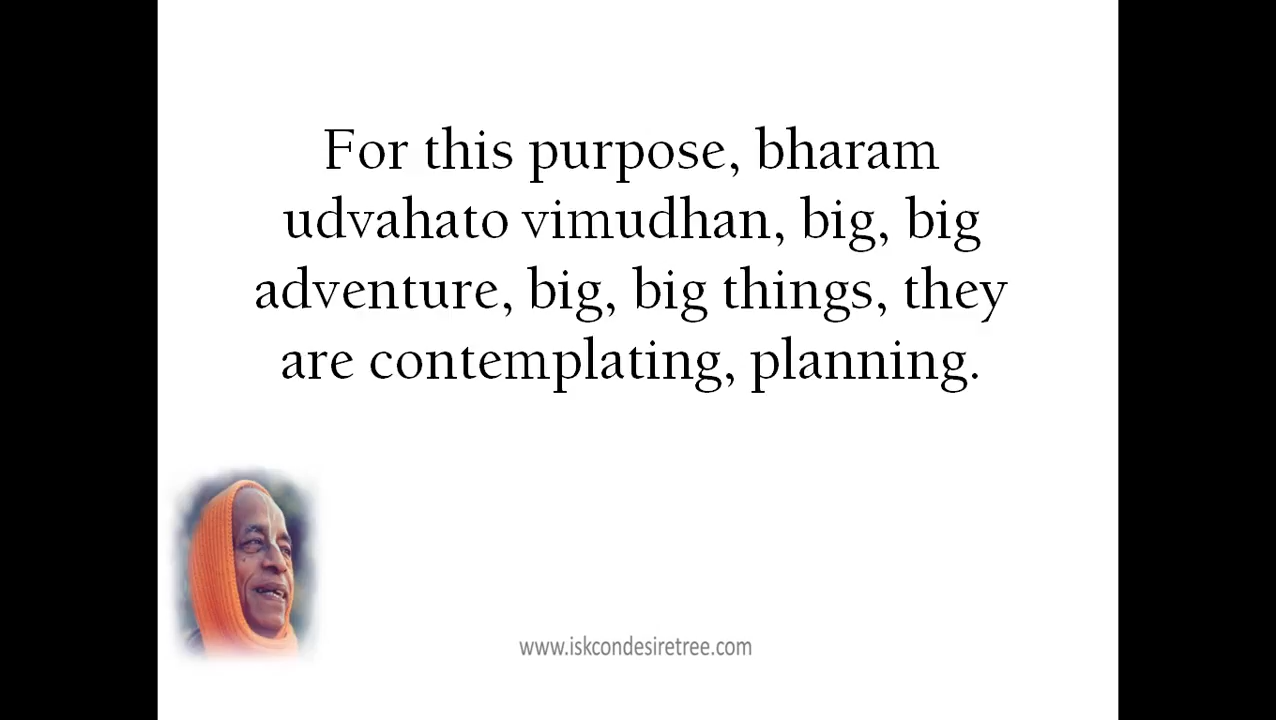 For this purpose, bharam
udvahato vimudhan, big, big
adventure, big, big things, they
are contemplating, planning.
www.iskcondesiretree.com